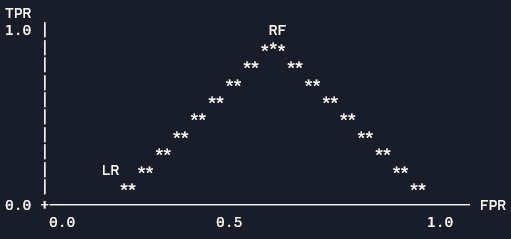 TPR
1.0 | RF
| ***
| ** **
| ** **
| ** **
| ** **
| ** **
| ** **
| LR ** **
| ** **
0.0 +──────────────── FPR
0.0 0.5 1.0